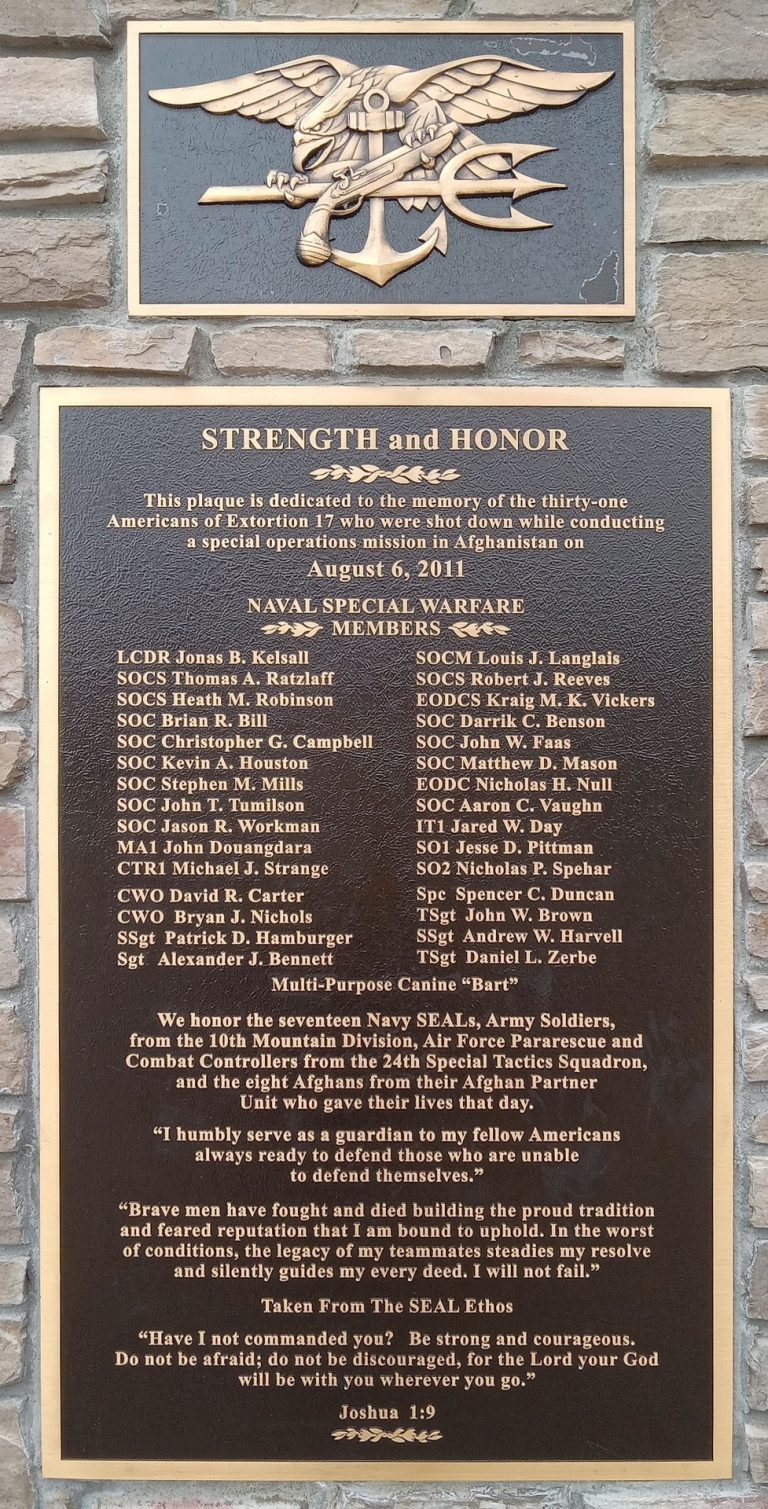 STRENGTH and HONOR
This plaque is dedicated to the memory of the thirty-one
Americans of Extortion 17 who were shot down while conducting
a special operations mission in Afghanistan on
August 6, 2011
NAVAL SPECIAL WARFARE
MEMBERS
LCDR Jonas B. Kelsall
SOCS Thomas A. Ratzlaff
SOCS Heath M. Robinson
SOC Brian R. Bill
SOC Christopher G. Campbell
SOC Kevin A. Houston
SOC Stephen M. Mills
SOC John T. Tumilson
SOC Jason R. Workman
MA1 John Douangdara
CTR1 Michael J. Strange
CWO David R. Carter
CWO Bryan J. Nichols
SSgt Patrick D. Hamburger
Sgt Alexander J. Bennett
SOCM Louis J. Langlais
SOCS Robert J. Reeves
EODCS Kraig M. K. Vickers
SOC Darrik C. Benson
SOC John W. Faas
SOC Matthew D. Mason
EODC Nicholas H. Null
SOC Aaron C. Vaughn
IT1 Jared W. Day
SO1 Jesse D. Pittman
SO2 Nicholas P. Spehar
Spc Spencer C. Duncan
TSgt John W. Brown
SSgt Andrew W. Harvell
TSgt Daniel L. Zerbe
Multi-Purpose Canine “Bart”
We honor the seventeen Navy SEALs, Army Soldiers,
from the 10th Mountain Division, Air Force Pararescue and
Combat Controllers from the 24th Special Tactics Squadron,
and the eight Afghans from their Afghan Partner
Unit who gave their lives that day.
“I humbly serve as a guardian to my fellow Americans
always ready to defend those who are unable
to defend themselves.”
“Brave men have fought and died building the proud tradition
and feared reputation that I am bound to uphold. In the worst
of conditions, the legacy of my teammates steadies my resolve
and silently guides my every deed. I will not fail.”
Taken From The SEAL Ethos
“Have I not commanded you? Be strong and courageous.
Do not be afraid; do not be discouraged, for the Lord your God
will be with you wherever you go.”
Joshua 1:9